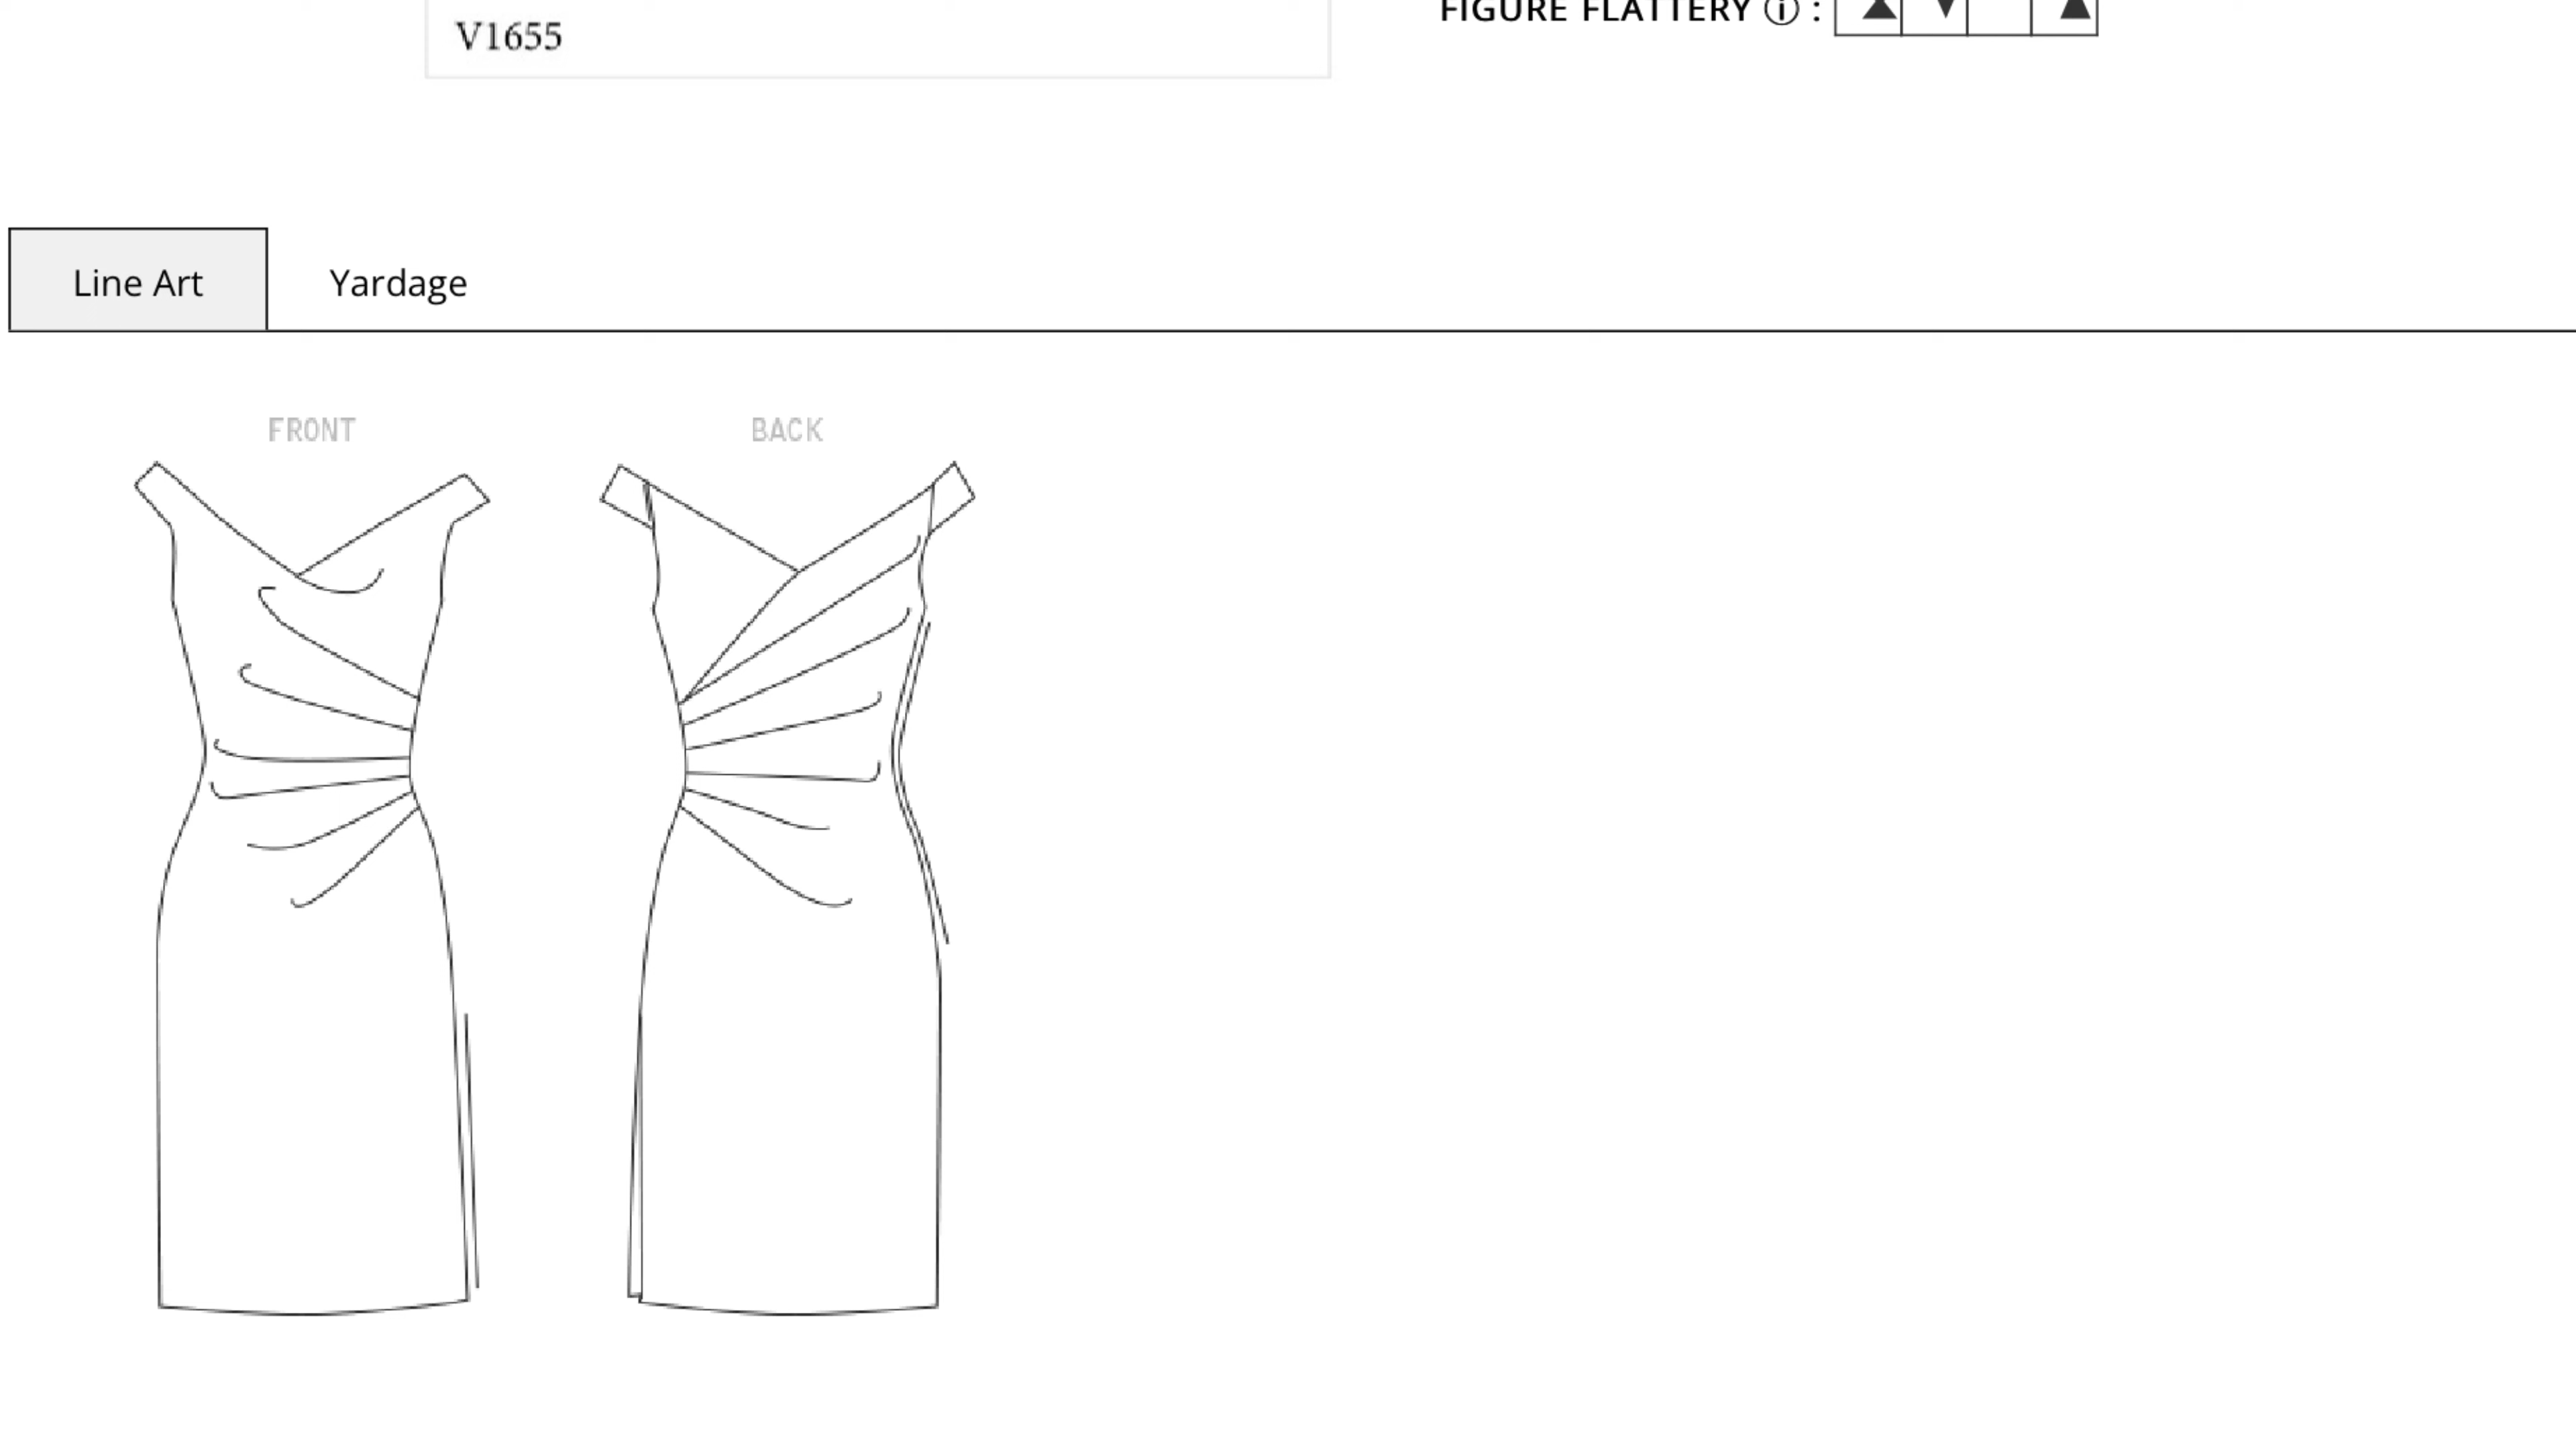 V1655
FIGURE FLATTERY ⓘ :
Line Art
Yardage
FRONT
BACK